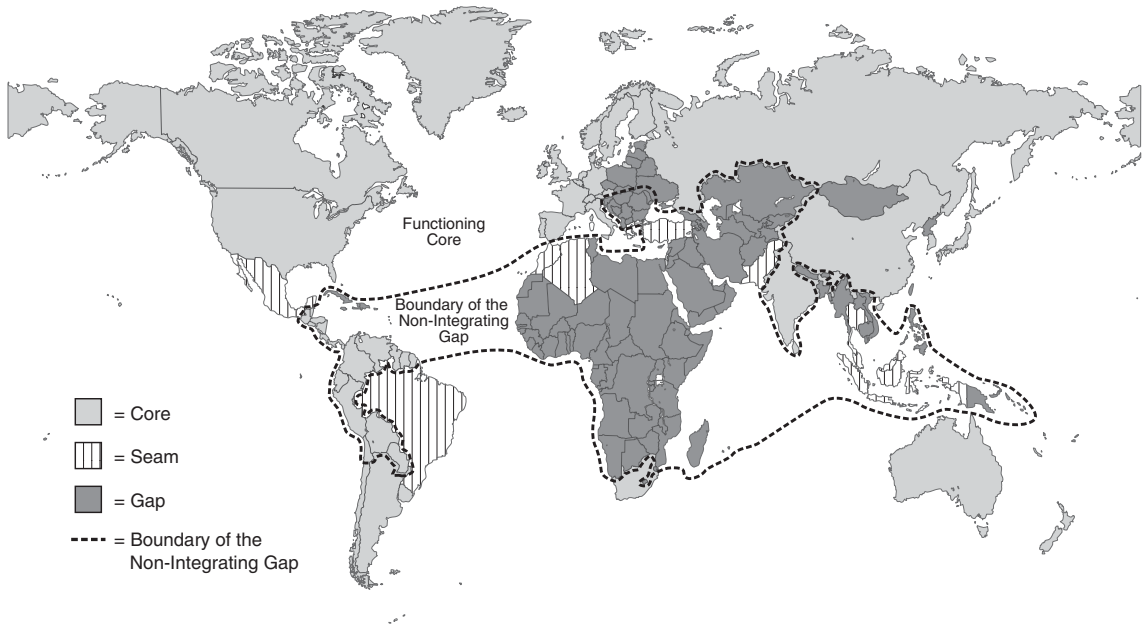 Functioning
Core
Boundary of the
Non-Integrating
Gap
= Core
= Seam
= Gap
= Boundary of the
Non-Integrating Gap